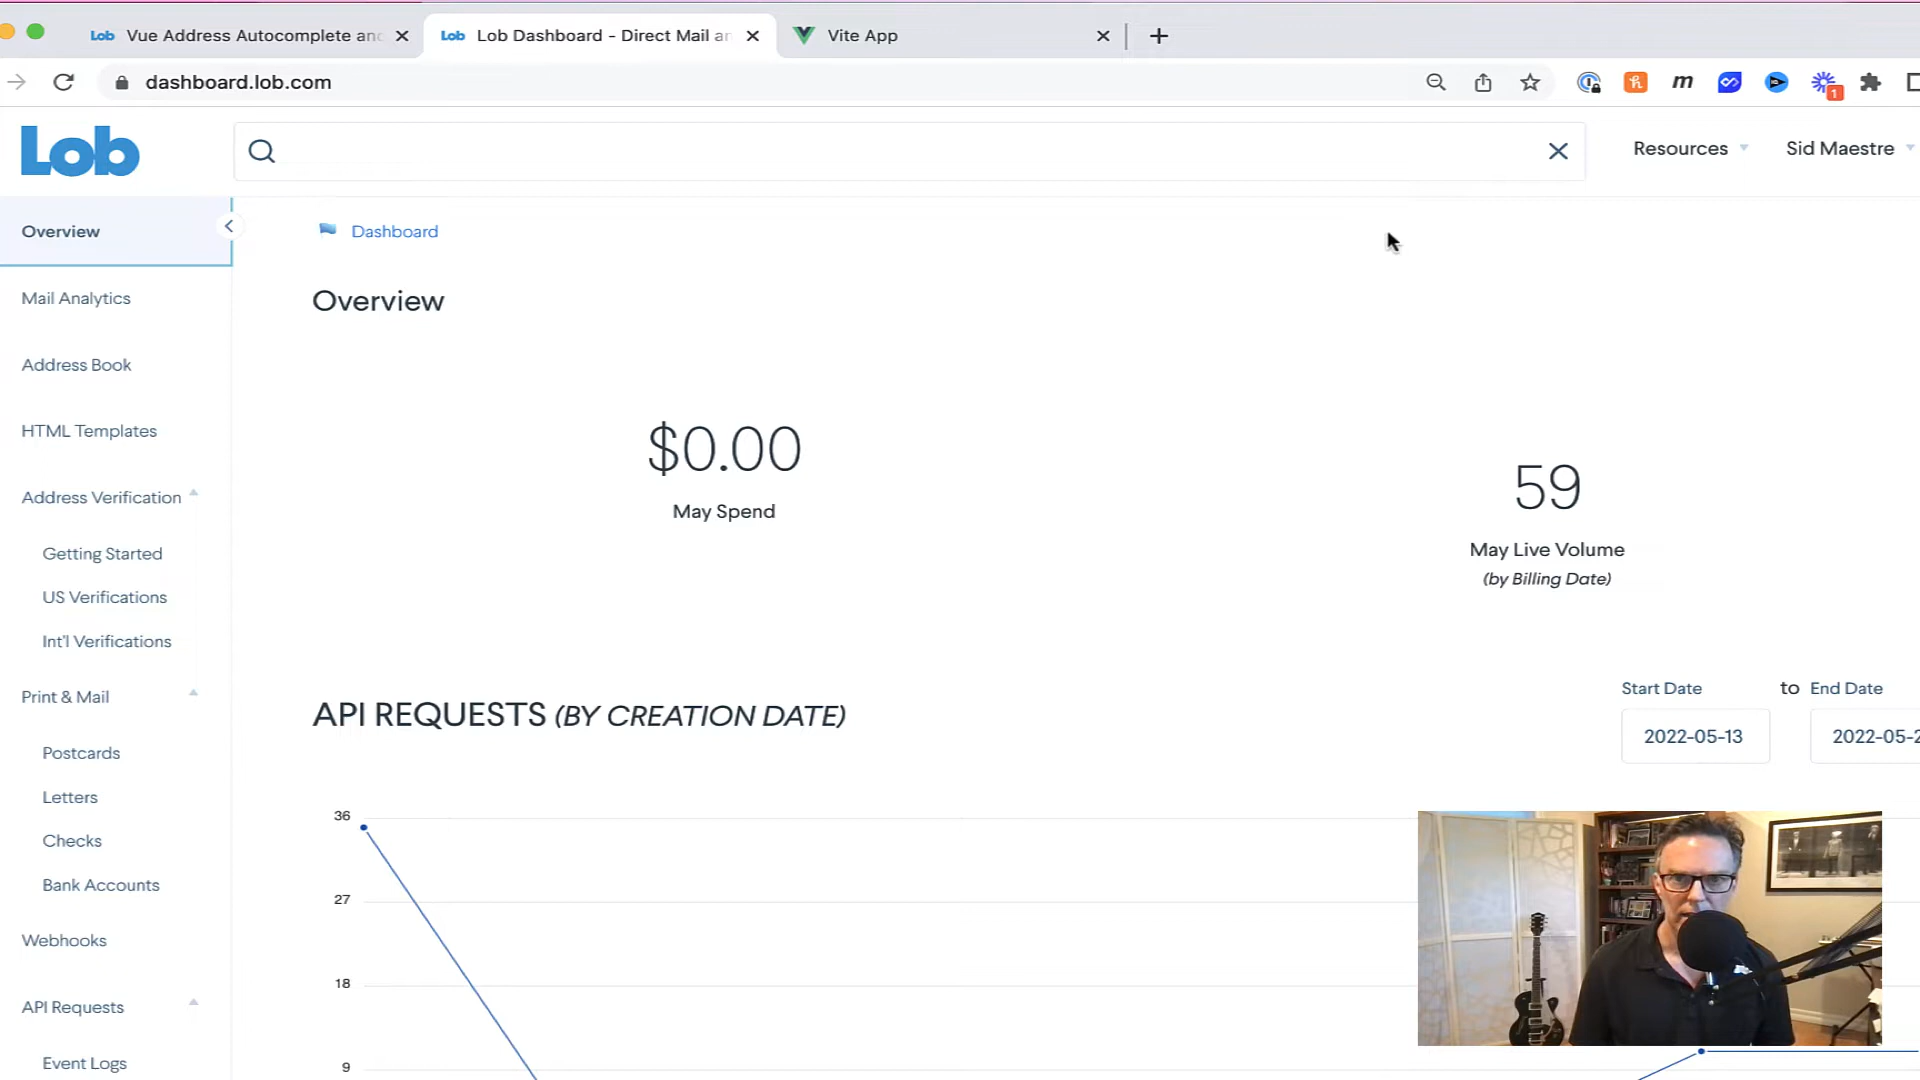 Lob Vue Address Autocomplete and
Lob Lob Dashboard - Direct Mail ar
Vite App
dashboard.lob.com
1
Lob
Resources
Sid Maestre
Overview
Mail Analytics
Address Book
HTML Templates
Address Verification
Getting Started
US Verifications
Int'l Verifications
Print & Mail
Postcards
Letters
Checks
Bank Accounts
Webhooks
API Requests
Event Logs
Dashboard
Overview
$0.00
May Spend
59
May Live Volume
(by Billing Date)
API REQUESTS (BY CREATION DATE)
Start Date to End Date
2022-05-13
2022-05-2
36
27
18
9